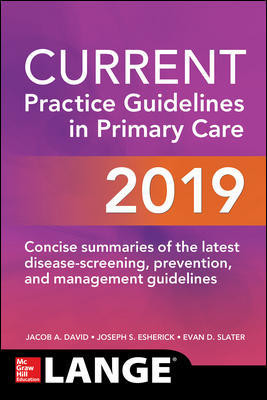 CURRENT
Practice Guidelines
in Primary Care
2019
Concise summaries of the latest
disease-screening, prevention,
and management guidelines
JACOB A. DAVID • JOSEPH S. ESHERICK • EVAN D. SLATER
Mc
Graw
Hill
Education
LANGE®